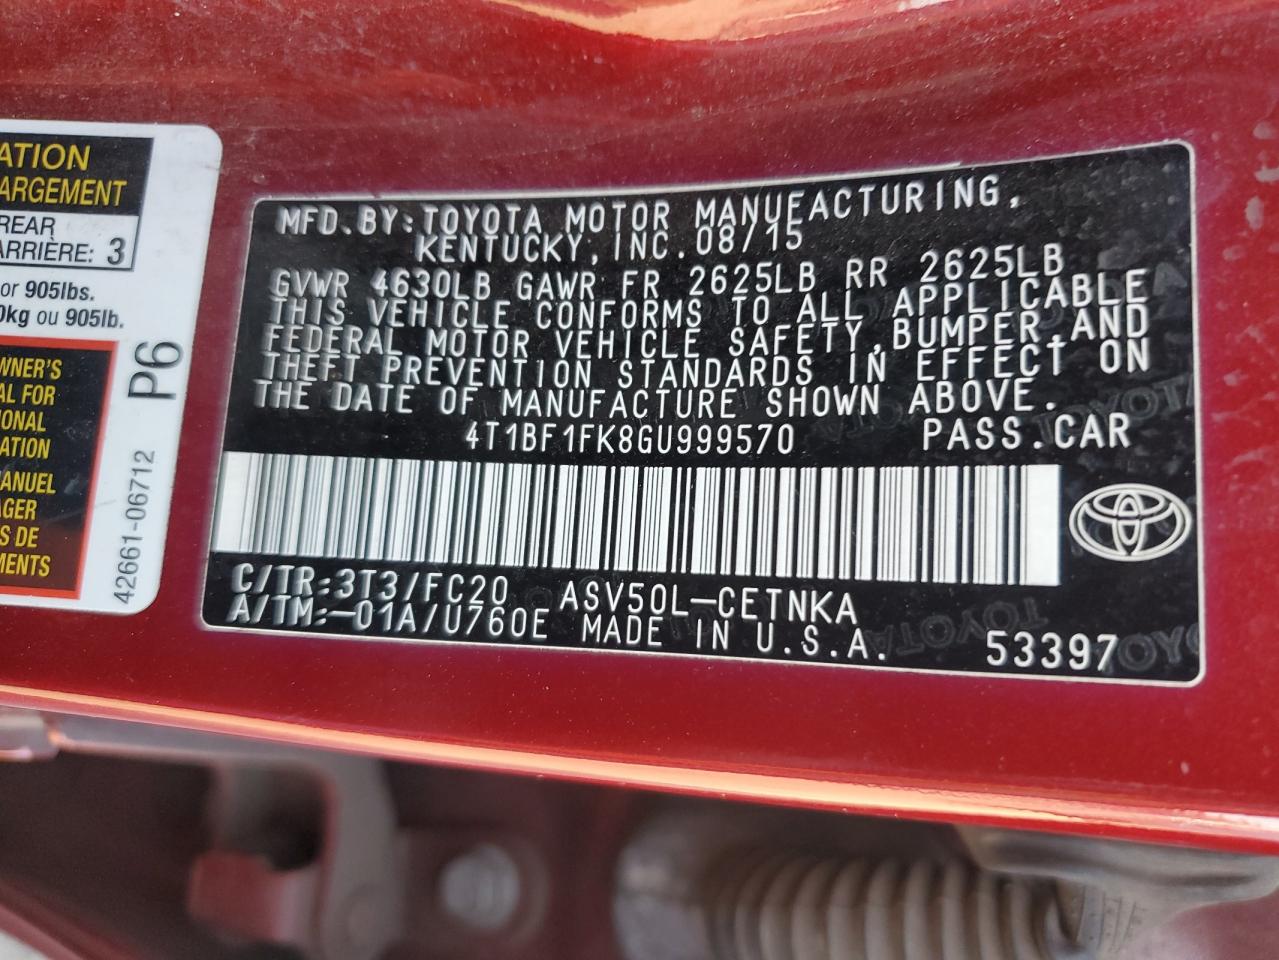 ATION
ARGEMENT
REAR
ARRIÈRE: 3
or 905lbs.
0kg ou 905lb.
WNER'S
AL FOR
IONAL
ATION
ANUEL
AGER
S DE
MENTS
P6
42661-06712
MFD.BY:TOYOTA MOTOR MANUFACTURING,
KENTUCKY,INC.08/15
GVWR 4630LB GAWR FR 2625LB RR 2625LB
THIS VEHICLE CONFORMS TO ALL APPLICABLE
FEDERAL MOTOR VEHICLE SAFETY,BUMPER,AND
THEFT PREVENTION STANDARDS IN EFFECT ON
THE DATE OF MANUFACTURE SHOWN ABOVE.
4T1BF1FK8GU999570 PASS.CAR
C/TR:3T3/FC20 ASV50L-CETNKA
A/TM:-01A/U760E MADE IN U.S.A. 53397